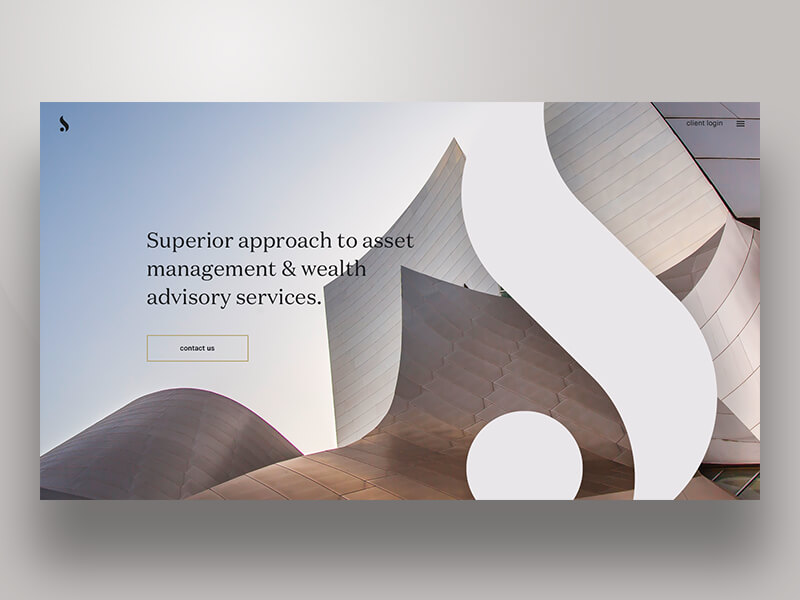 client login
Superior approach to asset
management & wealth
advisory services.
contact us